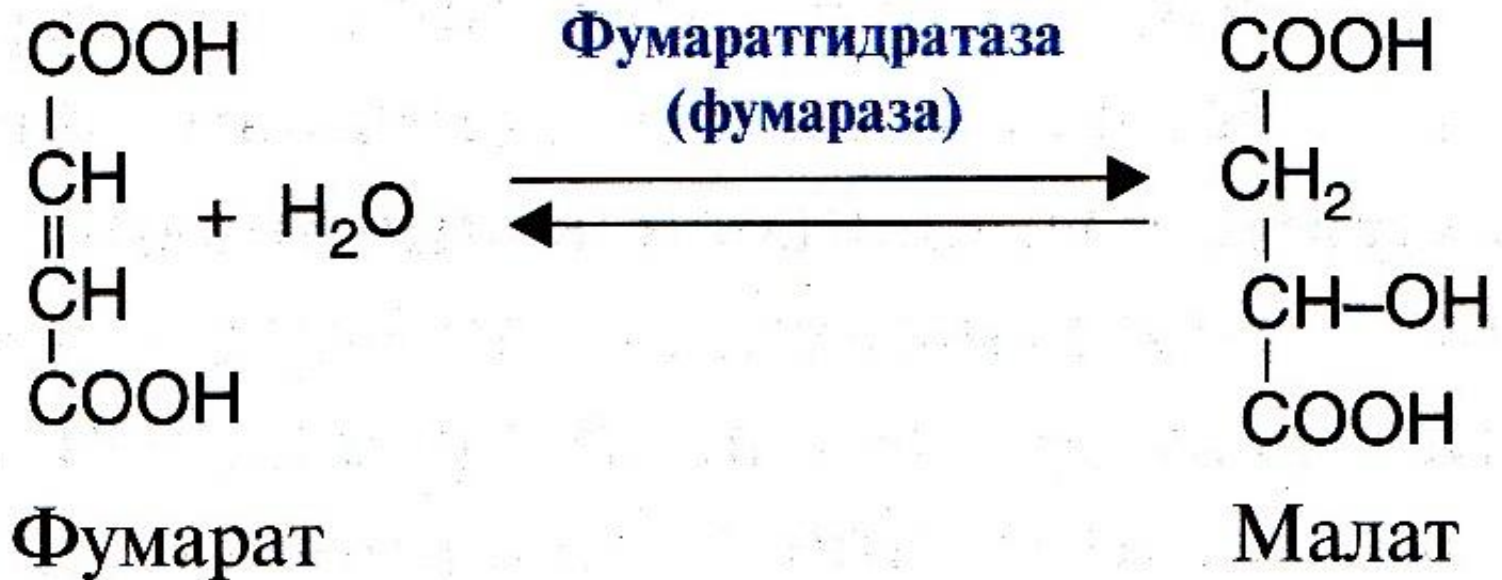 COOH
|
CH
||
CH
|
COOH
+ H₂O
Фумаратгидратаза
(фумараза)
COOH
|
CH₂
|
CH–OH
|
COOH
Фумарат
Малат